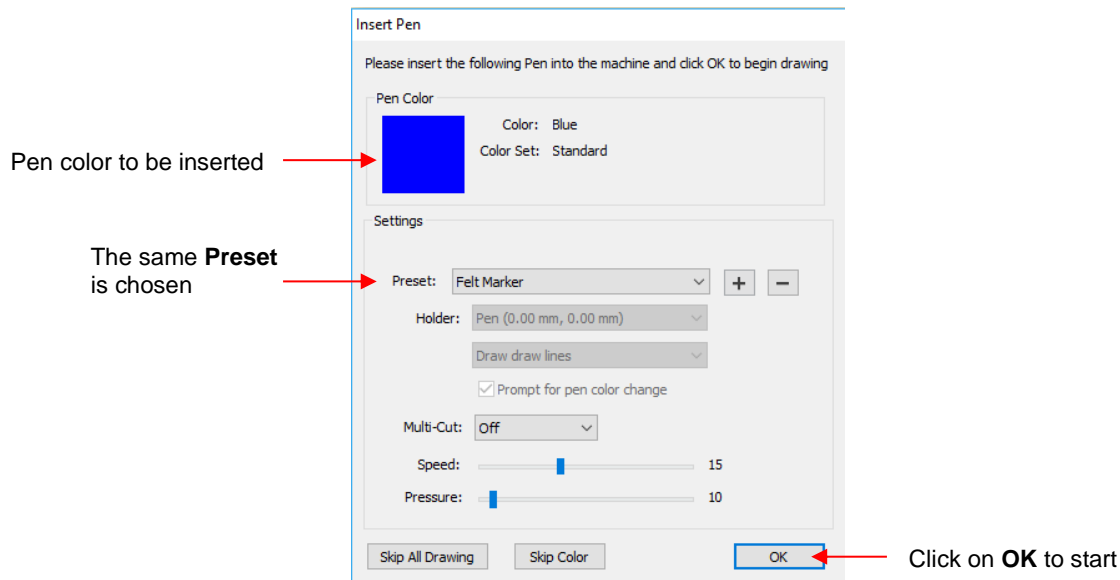 Insert Pen
Please insert the following Pen into the machine and click OK to begin drawing
Pen Color
Color: Blue
Color Set: Standard
Pen color to be inserted
Settings
The same Preset
is chosen
Preset: Felt Marker + −
Holder: Pen (0.00 mm, 0.00 mm)
Draw draw lines
Prompt for pen color change
Multi-Cut: Off
Speed: 15
Pressure: 10
Skip All Drawing Skip Color OK
Click on OK to start